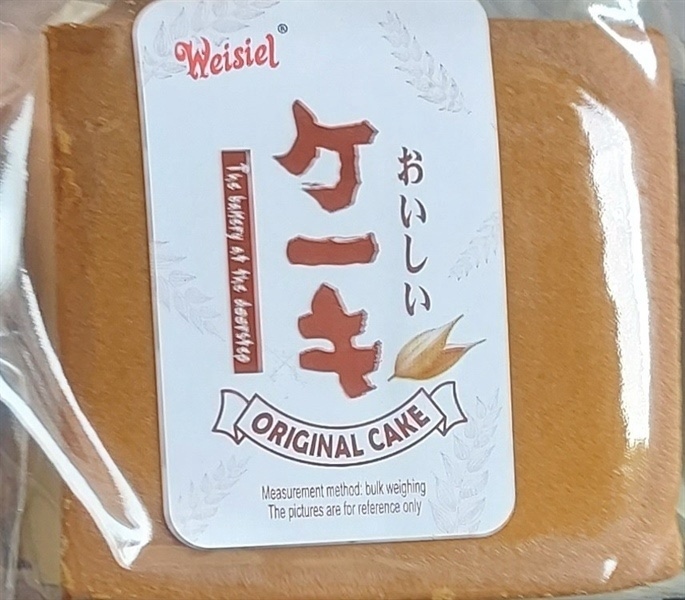 Weisiel®
おいしい
ケーキ
The bakery at the doorstep
ORIGINAL CAKE
Measurement method: bulk weighing
The pictures are for reference only